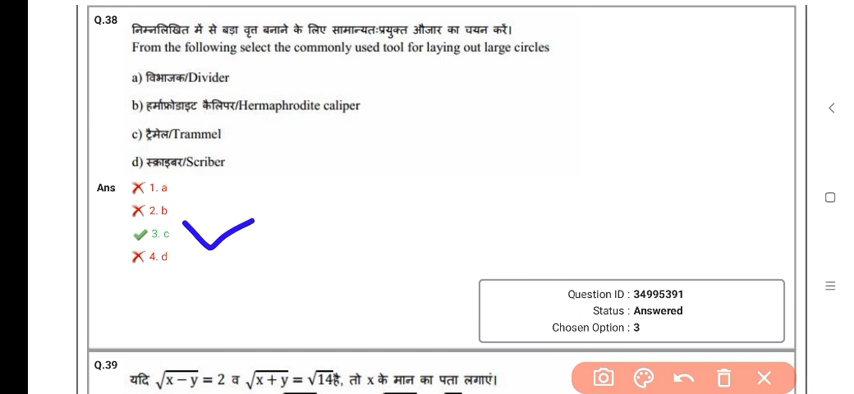 Q.38
निम्नलिखित में से बड़ा वृत्त बनाने के लिए सामान्यतःप्रयुक्त औजार का चयन करें।
From the following select the commonly used tool for laying out large circles
a) विभाजक/Divider
b) हर्माफ्रोडाइट कैलिपर/Hermaphrodite caliper
c) ट्रैमेल/Trammel
d) स्क्राइबर/Scriber
Ans 1. a
2. b
3. c
4. d
Question ID : 34995391
Status : Answered
Chosen Option : 3
Q.39
यदि √x − y = 2 व √x + y = √14है, तो x के मान का पता लगाएं।